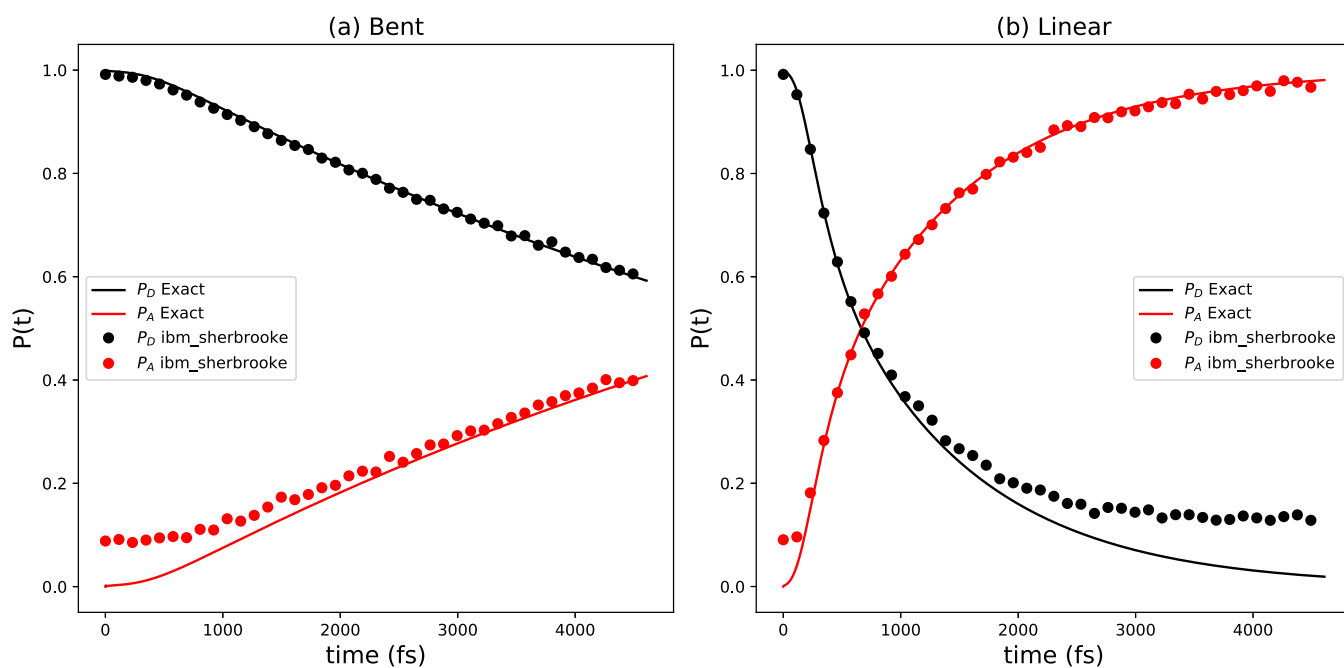 (a) Bent
P(t)
1.0
0.8
0.6
0.4
0.2
0.0
P_D Exact
P_A Exact
P_D ibm_sherbrooke
P_A ibm_sherbrooke
0 1000 2000 3000 4000
time (fs)
(b) Linear
P(t)
1.0
0.8
0.6
0.4
0.2
0.0
P_D Exact
P_A Exact
P_D ibm_sherbrooke
P_A ibm_sherbrooke
0 1000 2000 3000 4000
time (fs)